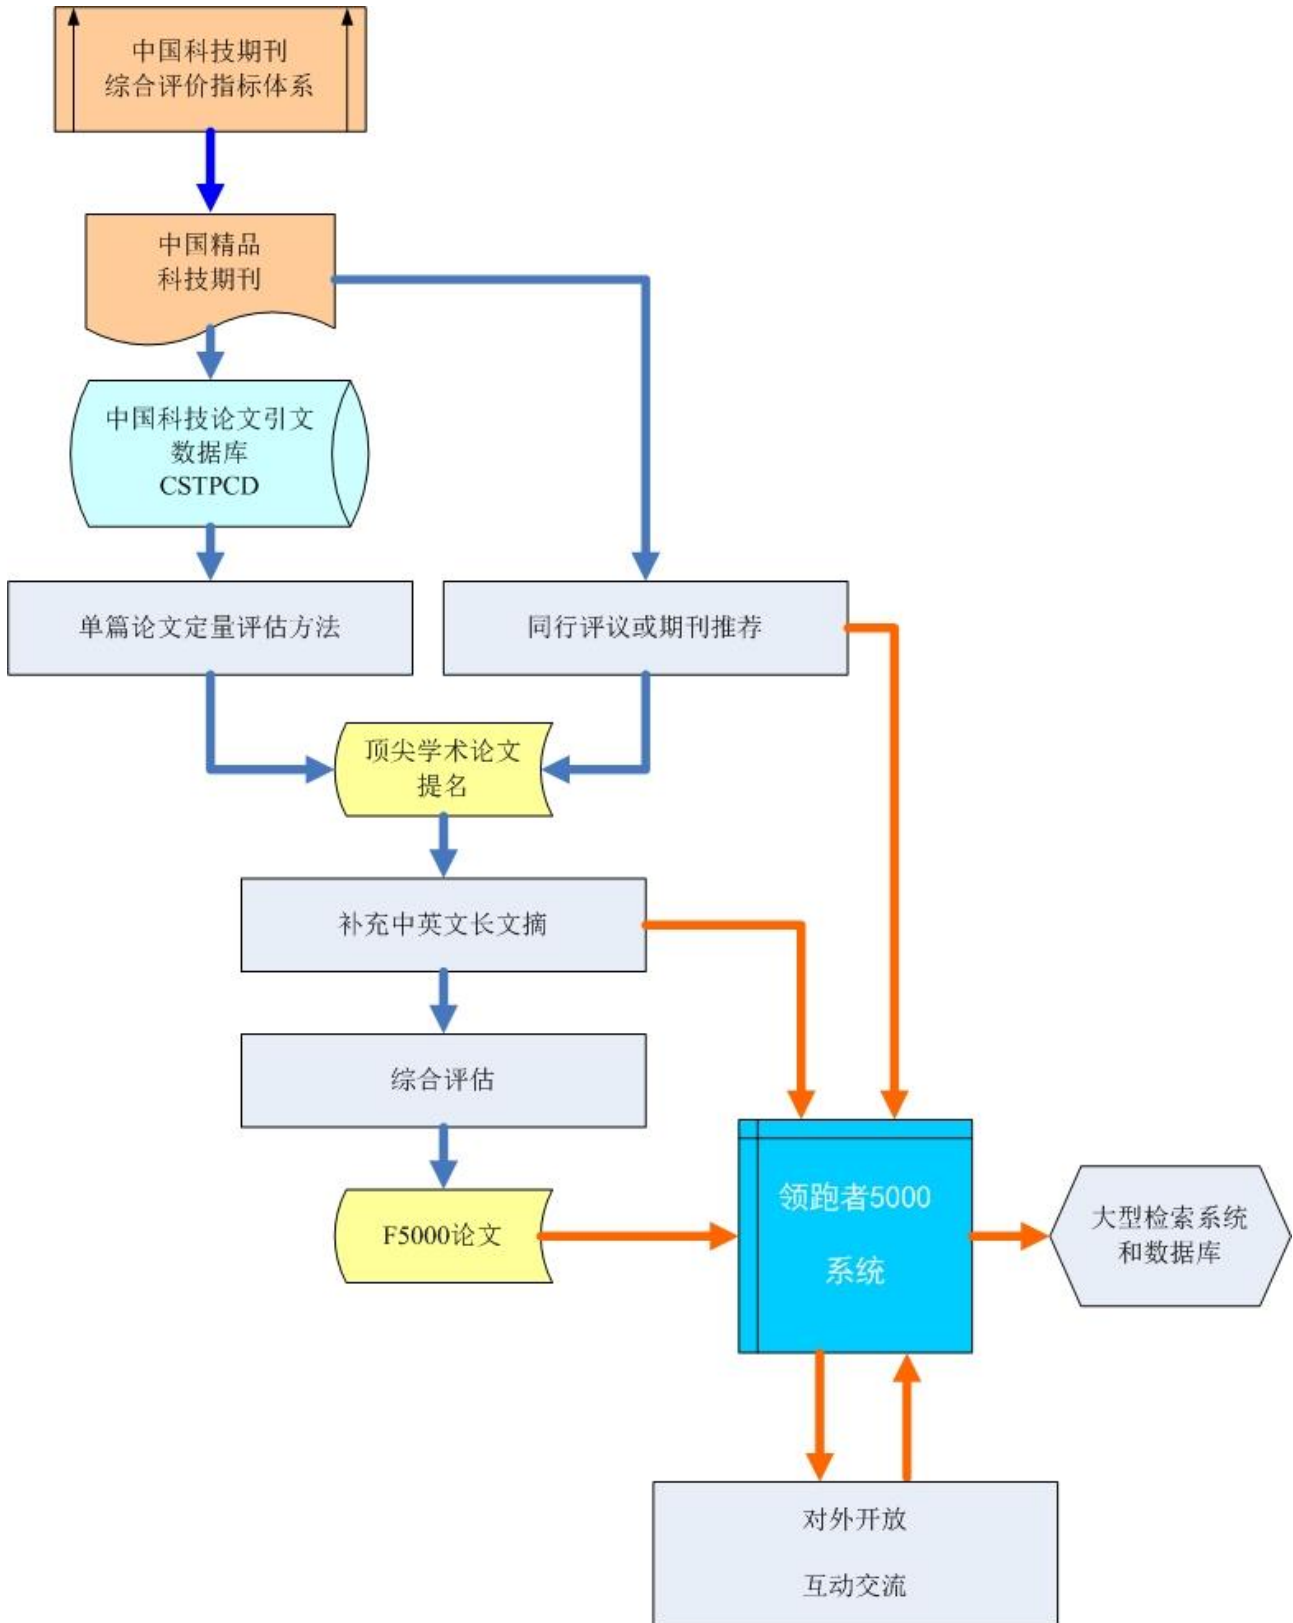 中国科技期刊
综合评价指标体系
中国精品
科技期刊
中国科技论文引文
数据库
CSTPCD
单篇论文定量评估方法
同行评议或期刊推荐
顶尖学术论文
提名
补充中英文长文摘
综合评估
F5000论文
领跑者5000
系统
大型检索系统
和数据库
对外开放
互动交流